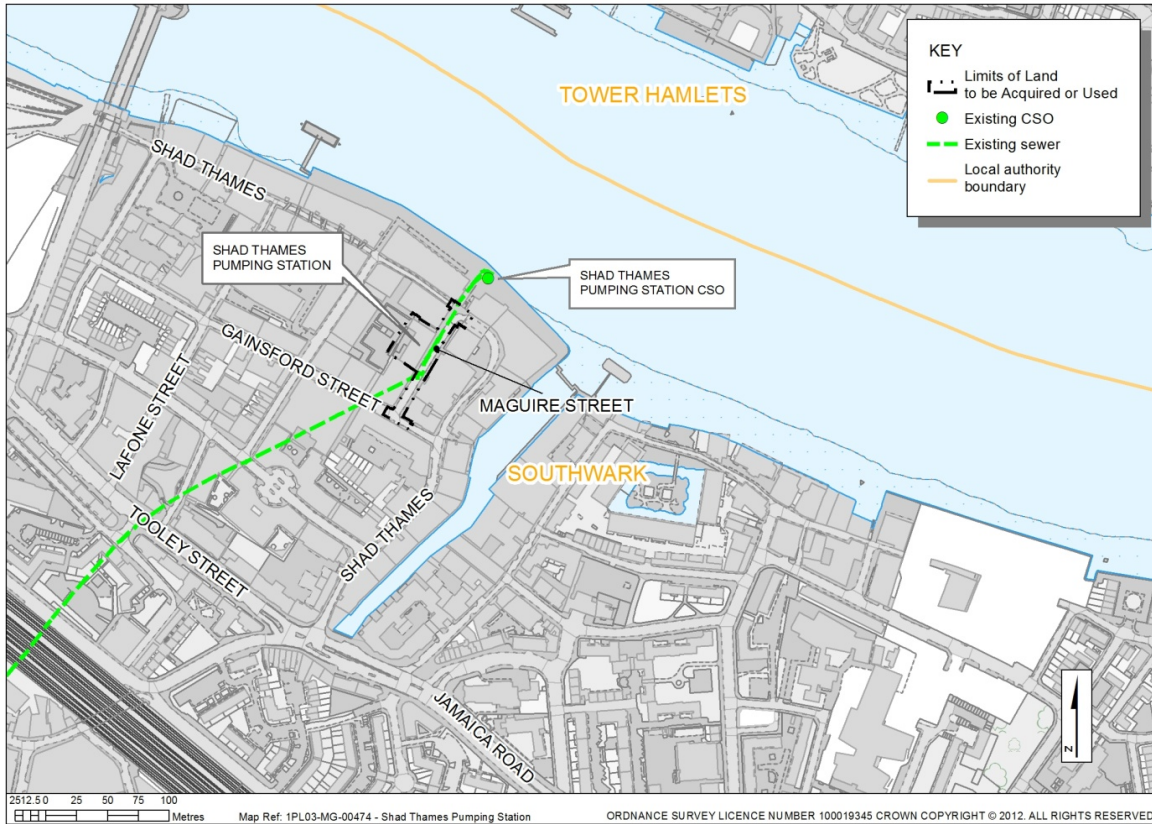 KEY
Limits of Land
to be Acquired or Used
Existing CSO
Existing sewer
Local authority
boundary
TOWER HAMLETS
SHAD THAMES
SHAD THAMES
PUMPING STATION
SHAD THAMES
PUMPING STATION CSO
GAINSFORD STREET
MAGUIRE STREET
LAFONE STREET
SOUTHWARK
TOOLEY STREET
SHAD THAMES
JAMAICA ROAD
N
2512.5 0 25 50 75 100
Metres
Map Ref: 1PL03-MG-00474 - Shad Thames Pumping Station
ORDNANCE SURVEY LICENCE NUMBER 100019345 CROWN COPYRIGHT © 2012. ALL RIGHTS RESERVED